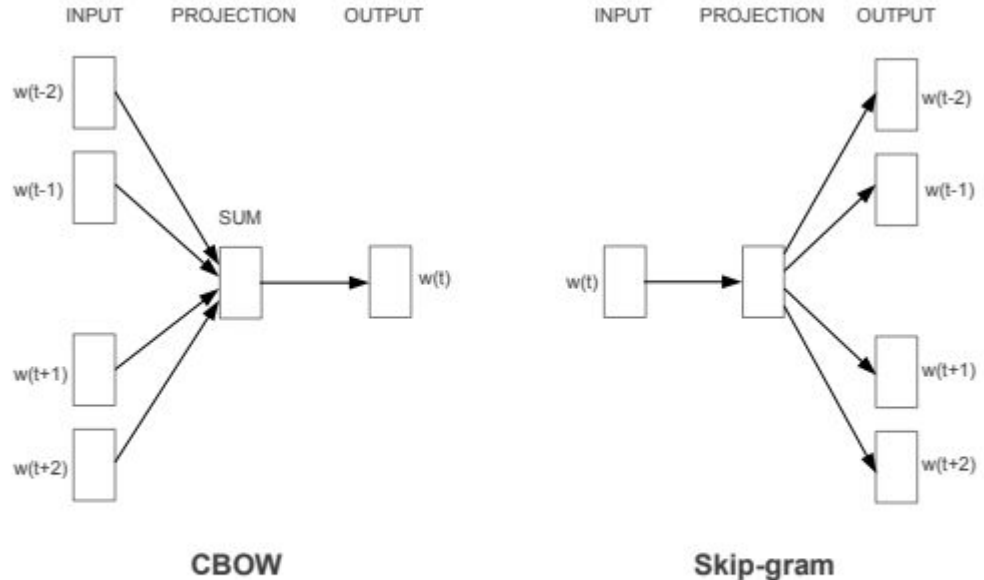 INPUT PROJECTION OUTPUT
w(t-2)
w(t-1)
SUM
w(t)
w(t+1)
w(t+2)
CBOW
INPUT PROJECTION OUTPUT
w(t-2)
w(t-1)
w(t)
w(t+1)
w(t+2)
Skip-gram